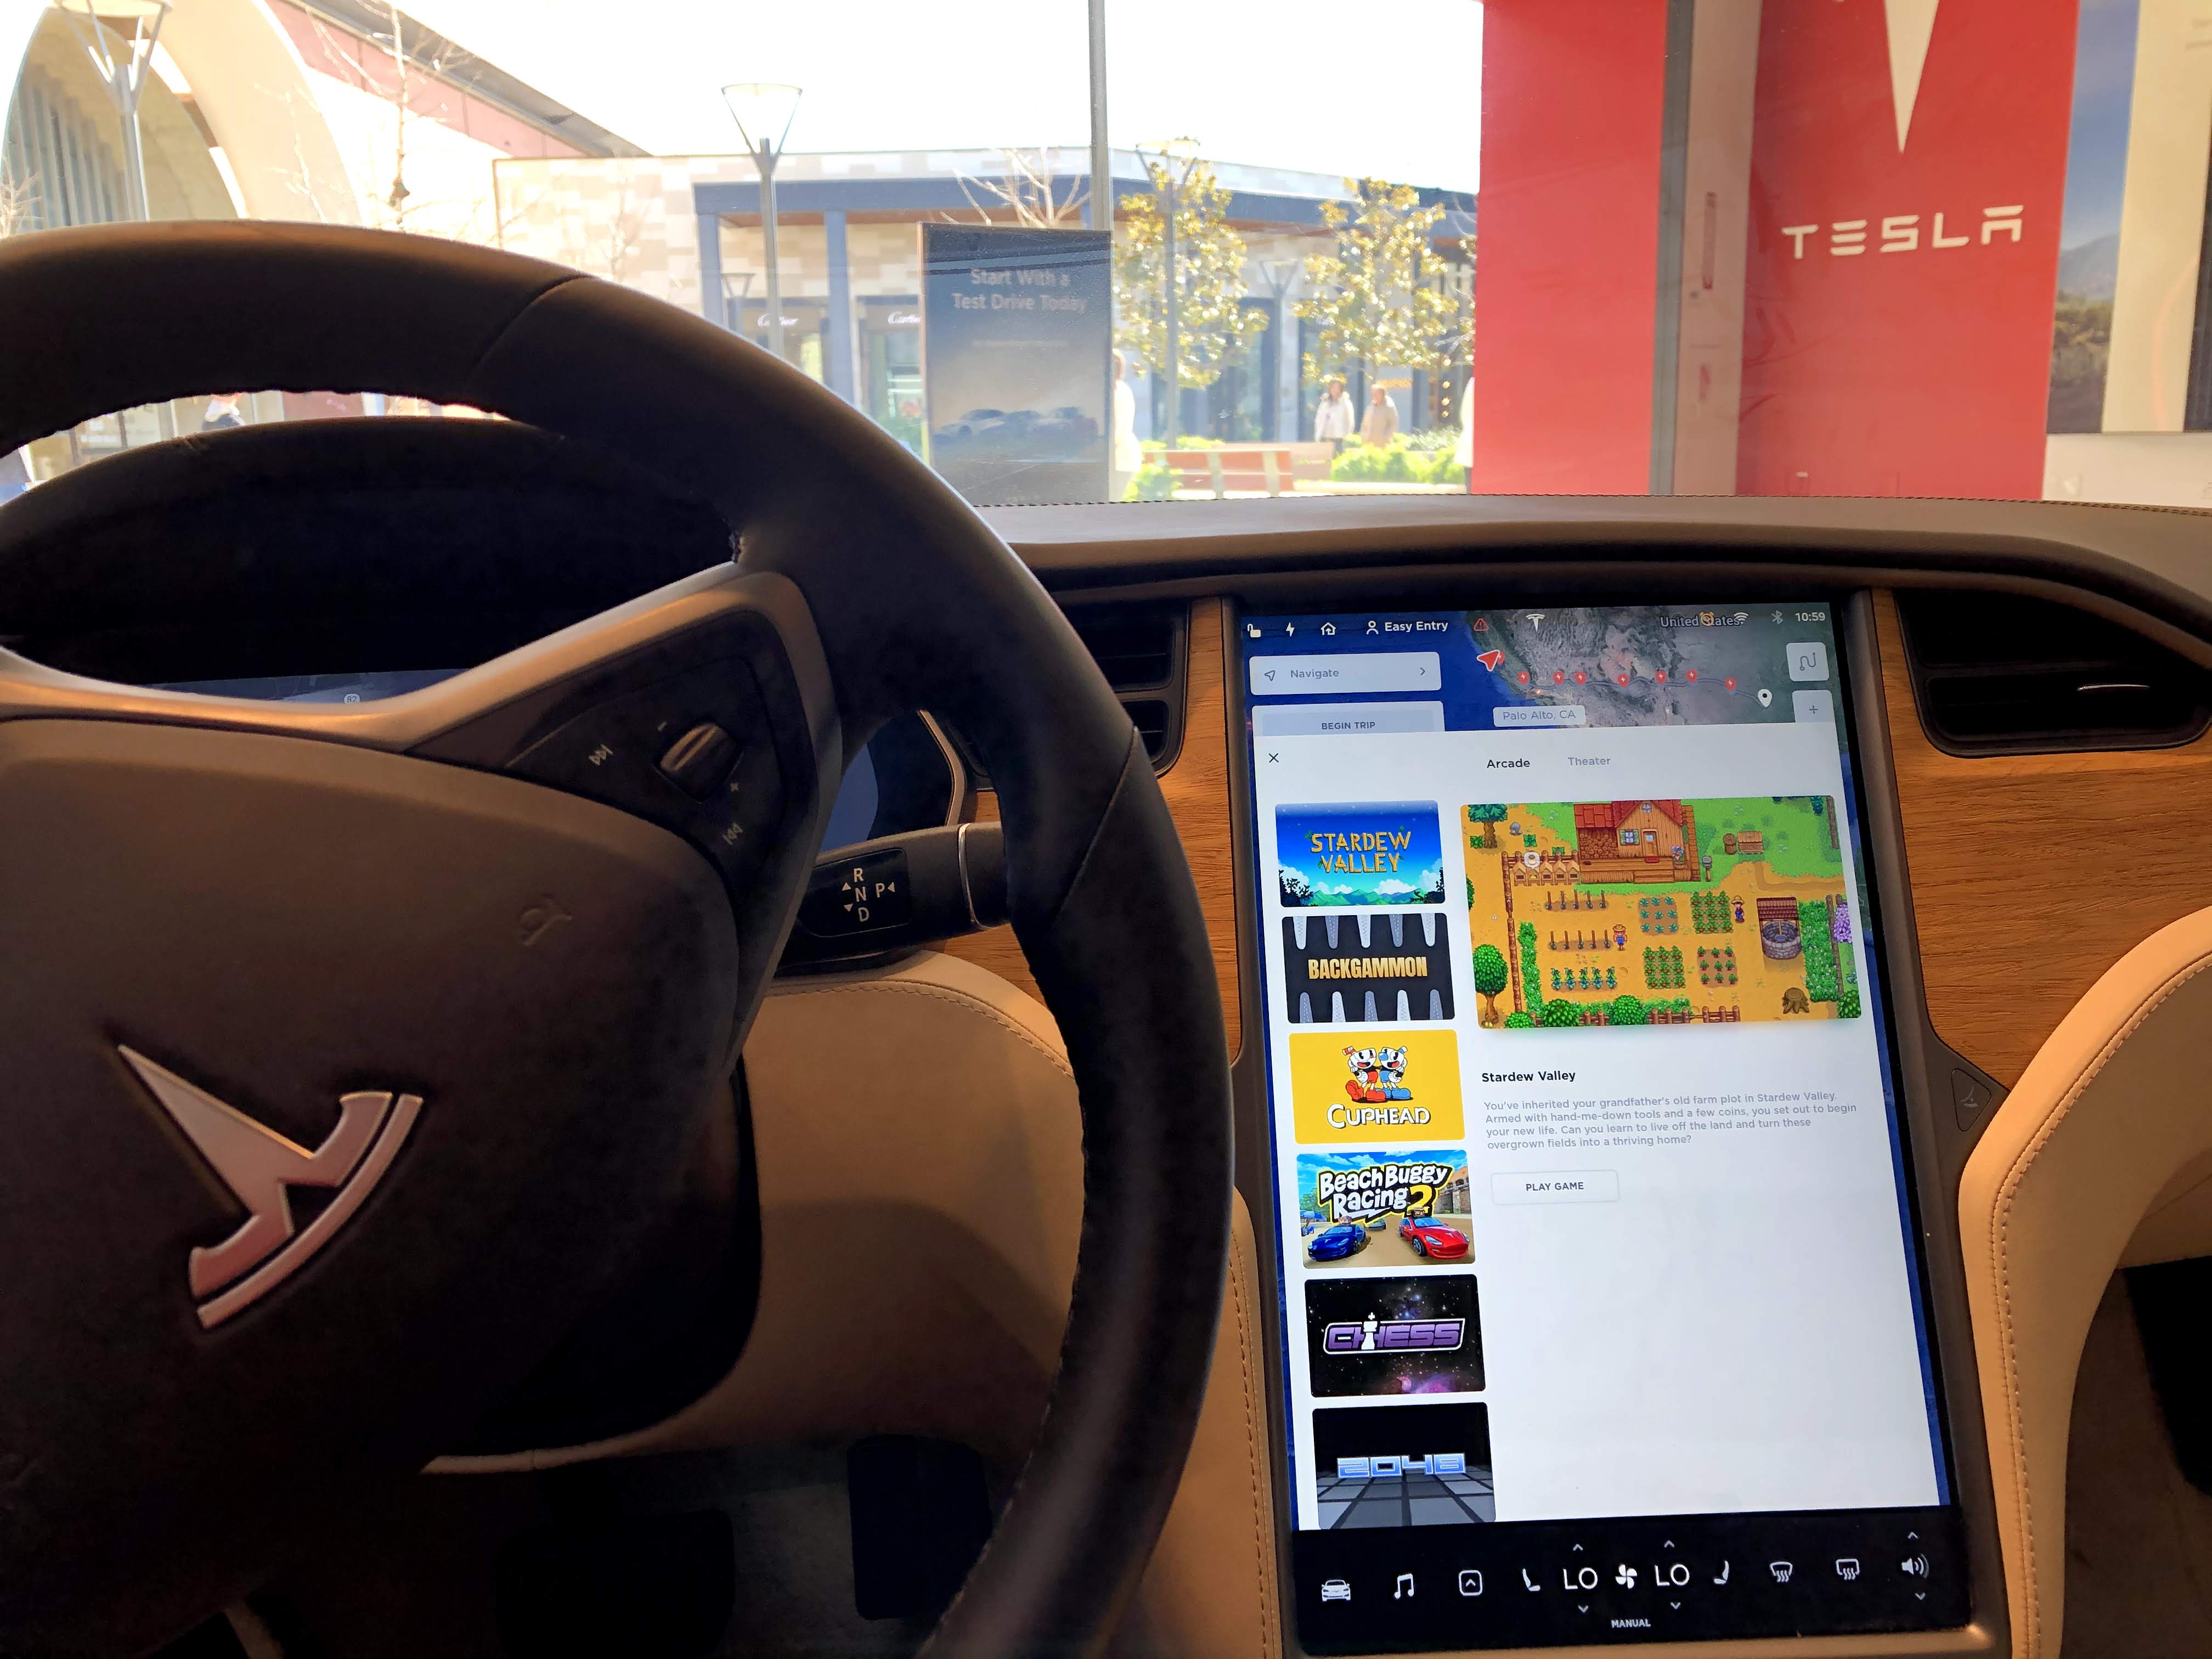 Start With a
Test Drive Today
Cartier
TESLA
Easy Entry
United States
10:59
Navigate
BEGIN TRIP
Palo Alto, CA
Arcade
Theater
STARDEW
VALLEY
BACKGAMMON
CUPHEAD
Beach Buggy
Racing 2
CHESS
2048
Stardew Valley
You've inherited your grandfather's old farm plot in Stardew Valley.
Armed with hand-me-down tools and a few coins, you set out to begin
your new life. Can you learn to live off the land and turn these
overgrown fields into a thriving home?
PLAY GAME
R
N P
D
82
LO
LO
MANUAL